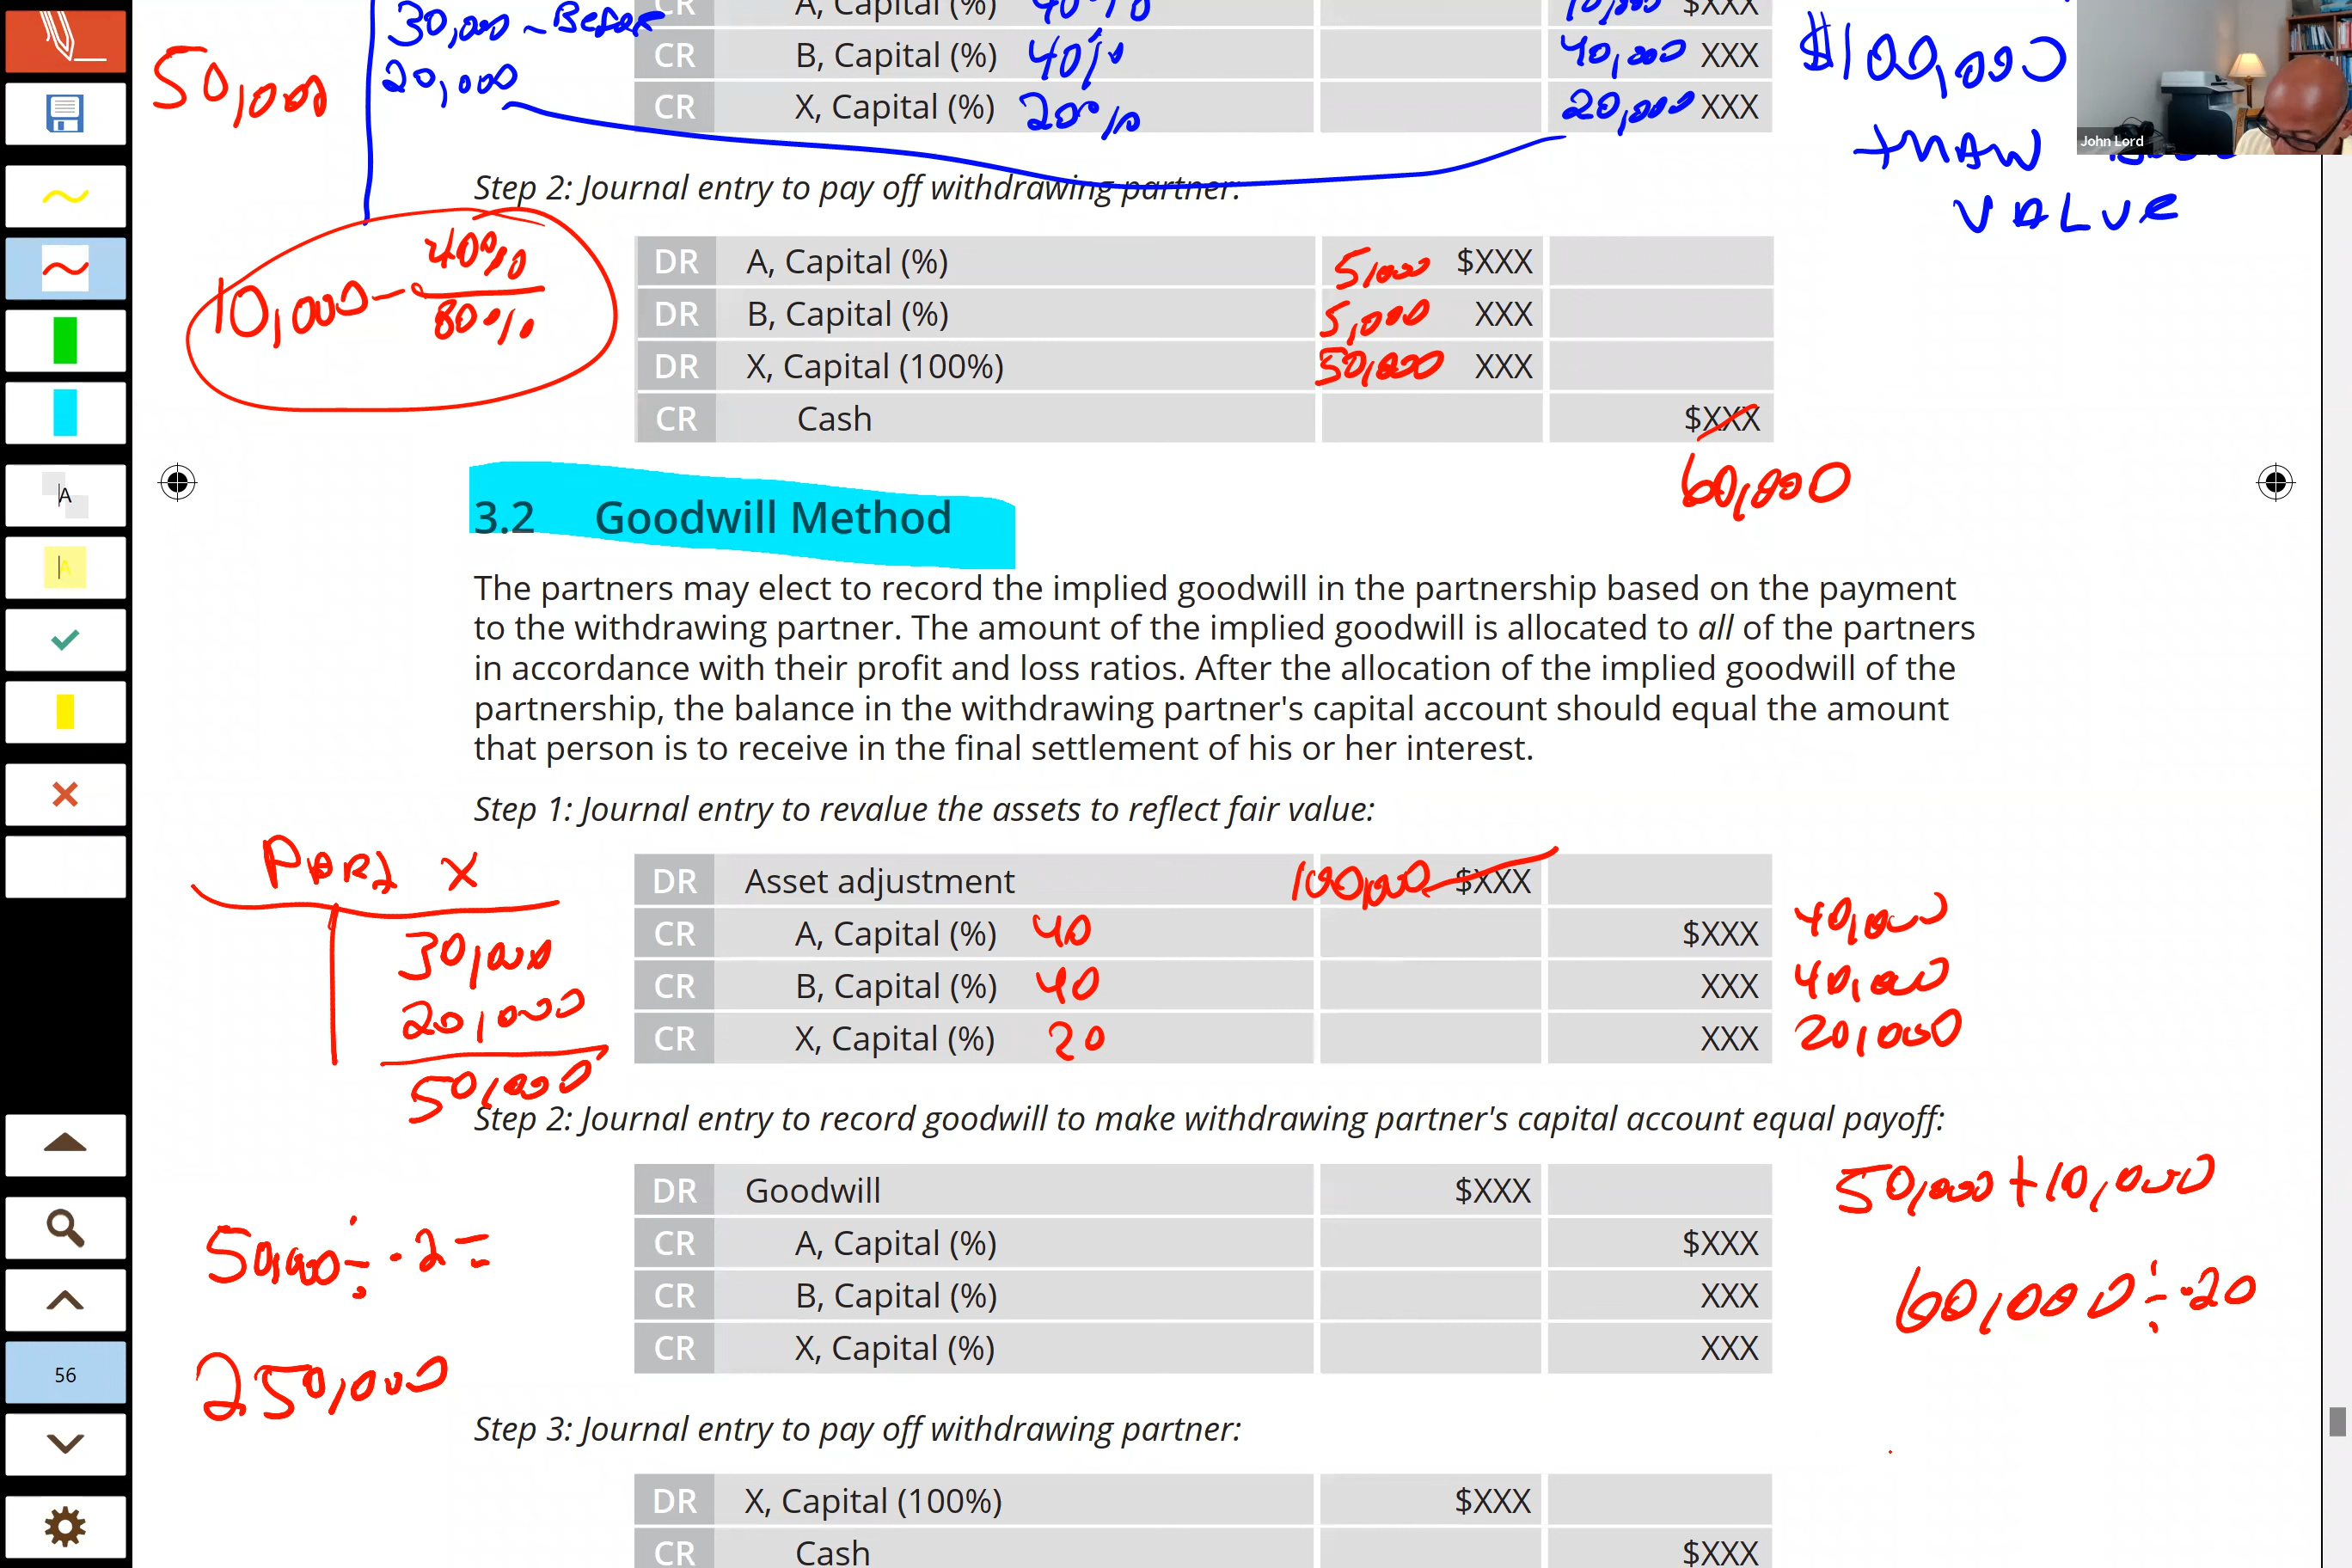 CR A, Capital (%) 40% 10,000 $XXX
30,000 ~ Before
CR B, Capital (%) 40% 40,000 XXX
50,000
20,000
CR X, Capital (%) 20% 20,000 XXX
$100,000
THAN
VALUE
John Lord
Step 2: Journal entry to pay off withdrawing partner:
10,000 - 40% / 80%
DR A, Capital (%) 5,000 $XXX
DR B, Capital (%) 5,000 XXX
DR X, Capital (100%) 50,000 XXX
CR Cash $XXX
60,000
3.2 Goodwill Method
The partners may elect to record the implied goodwill in the partnership based on the payment
to the withdrawing partner. The amount of the implied goodwill is allocated to all of the partners
in accordance with their profit and loss ratios. After the allocation of the implied goodwill of the
partnership, the balance in the withdrawing partner's capital account should equal the amount
that person is to receive in the final settlement of his or her interest.
Step 1: Journal entry to revalue the assets to reflect fair value:
X
30,000
20,000
50,000
DR Asset adjustment 100,000 $XXX
CR A, Capital (%) 40 $XXX 40,000
CR B, Capital (%) 40 XXX 40,000
CR X, Capital (%) 20 XXX 20,000
Step 2: Journal entry to record goodwill to make withdrawing partner's capital account equal payoff:
DR Goodwill $XXX
CR A, Capital (%) $XXX
CR B, Capital (%) XXX
CR X, Capital (%) XXX
50,000 + 10,000
60,000 ÷ .20
50,000 ÷ .2 =
250,000
Step 3: Journal entry to pay off withdrawing partner:
DR X, Capital (100%) $XXX
CR Cash $XXX
A
A
56